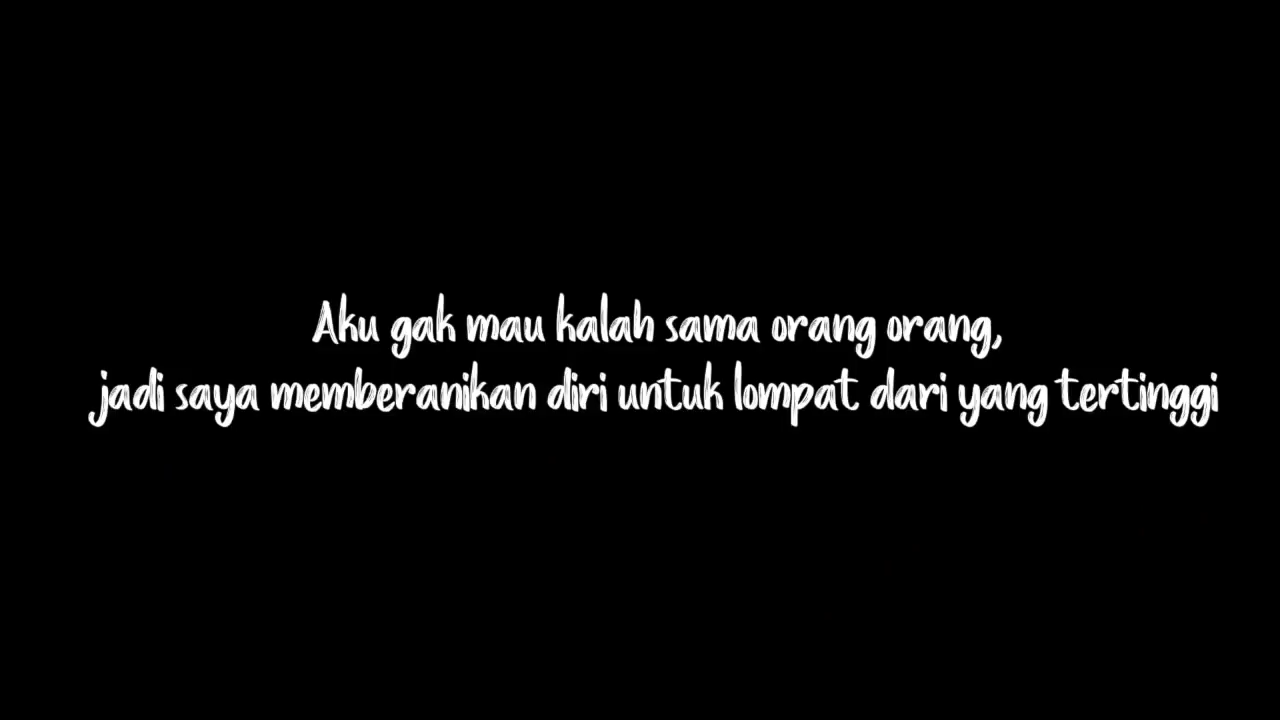 Aku gak mau kalah sama orang orang,
jadi saya memberanikan diri untuk lompat dari yang tertinggi